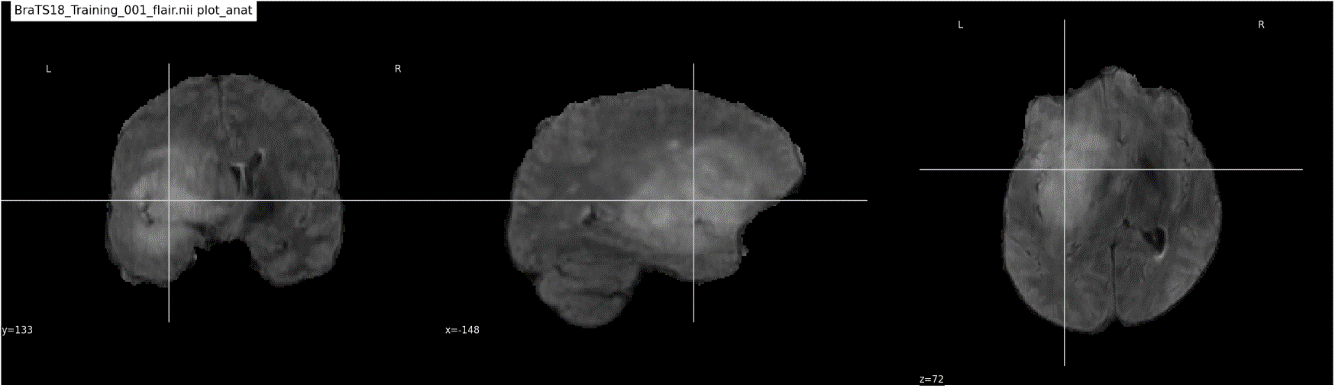 BraTS18_Training_001_flair.nii plot_anat
L R
L R
y=133
x=-148
z=72